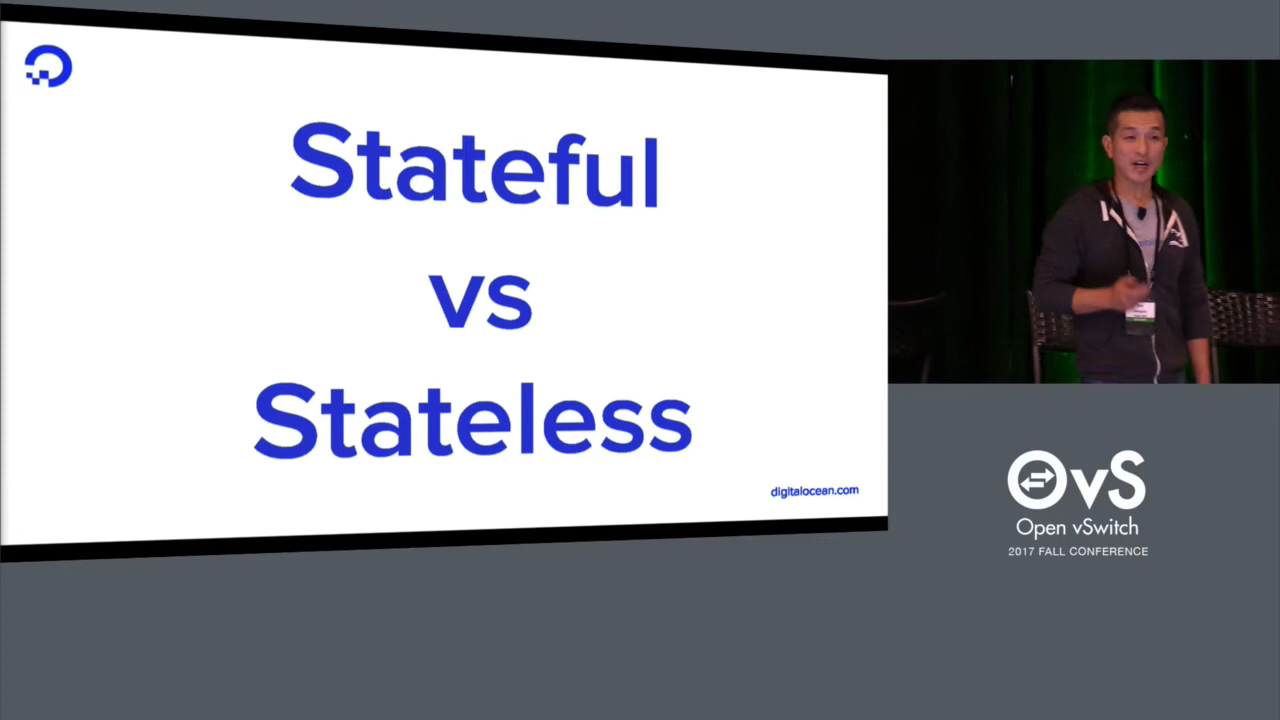 Stateful
vs
Stateless
digitalocean.com
OvS
Open vSwitch
2017 FALL CONFERENCE